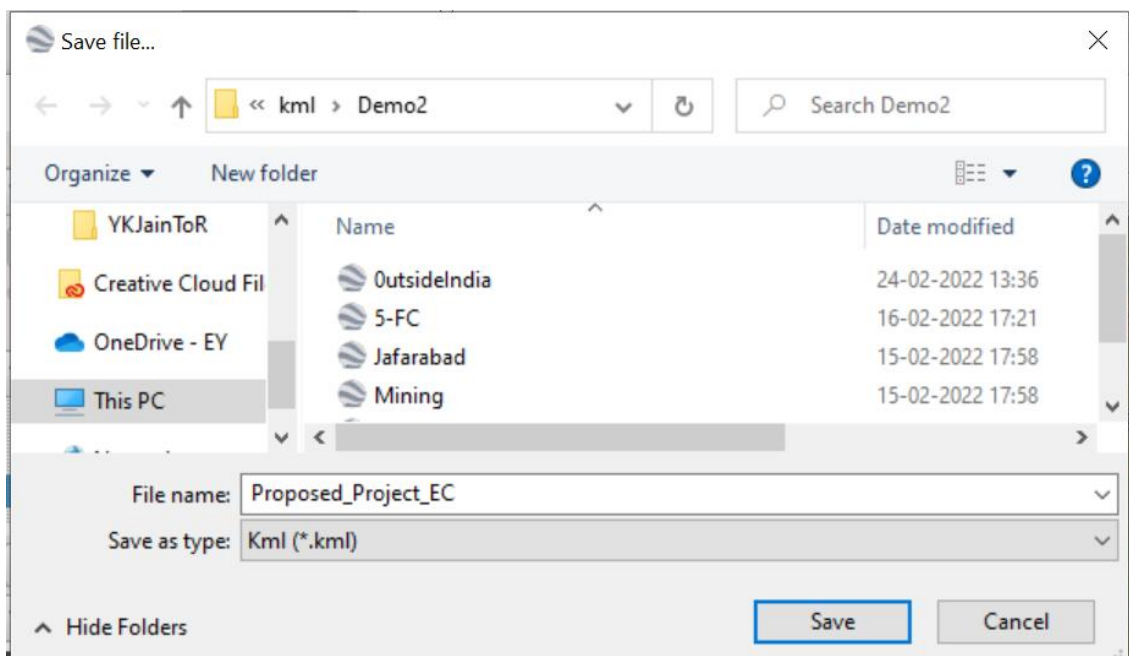 Save file...
« kml › Demo2
Search Demo2
Organize
New folder
YKJainToR
Creative Cloud Fil
OneDrive - EY
This PC
Name Date modified
0utsideIndia 24-02-2022 13:36
5-FC 16-02-2022 17:21
Jafarabad 15-02-2022 17:58
Mining 15-02-2022 17:58
File name: Proposed_Project_EC
Save as type: Kml (*.kml)
Hide Folders
Save
Cancel